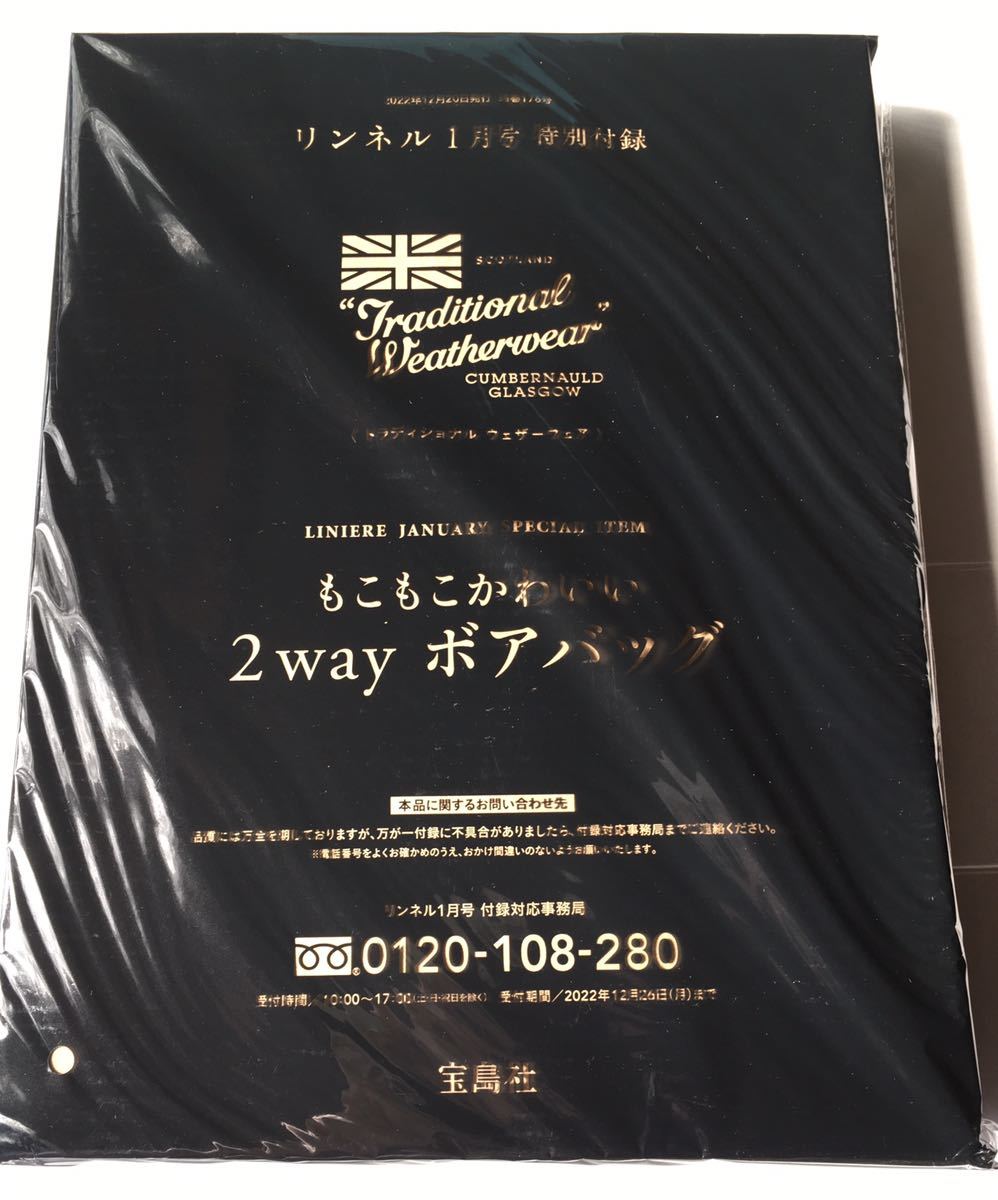 2022年12月20日発行
リンネル 1月号 特別付録
SCOTLAND
"Traditional
Weatherwear"
CUMBERNAULD
GLASGOW
(トラディショナル ウェザーウェア)
LINIERE JANUARY SPECIAL ITEM
もこもこかわいい
2way ボアバッグ
本品に関するお問い合わせ先
品質には万全を期しておりますが、万が一付録に不具合がありましたら、付録対応事務局までご連絡ください。
※電話番号をよくお確かめのうえ、おかけ間違いのないようお願いいたします。
リンネル1月号 付録対応事務局
0120-108-280
受付時間/10:00〜17:00(土・日・祝日を除く) 受付期間/2022年12月26日(月)まで
宝島社